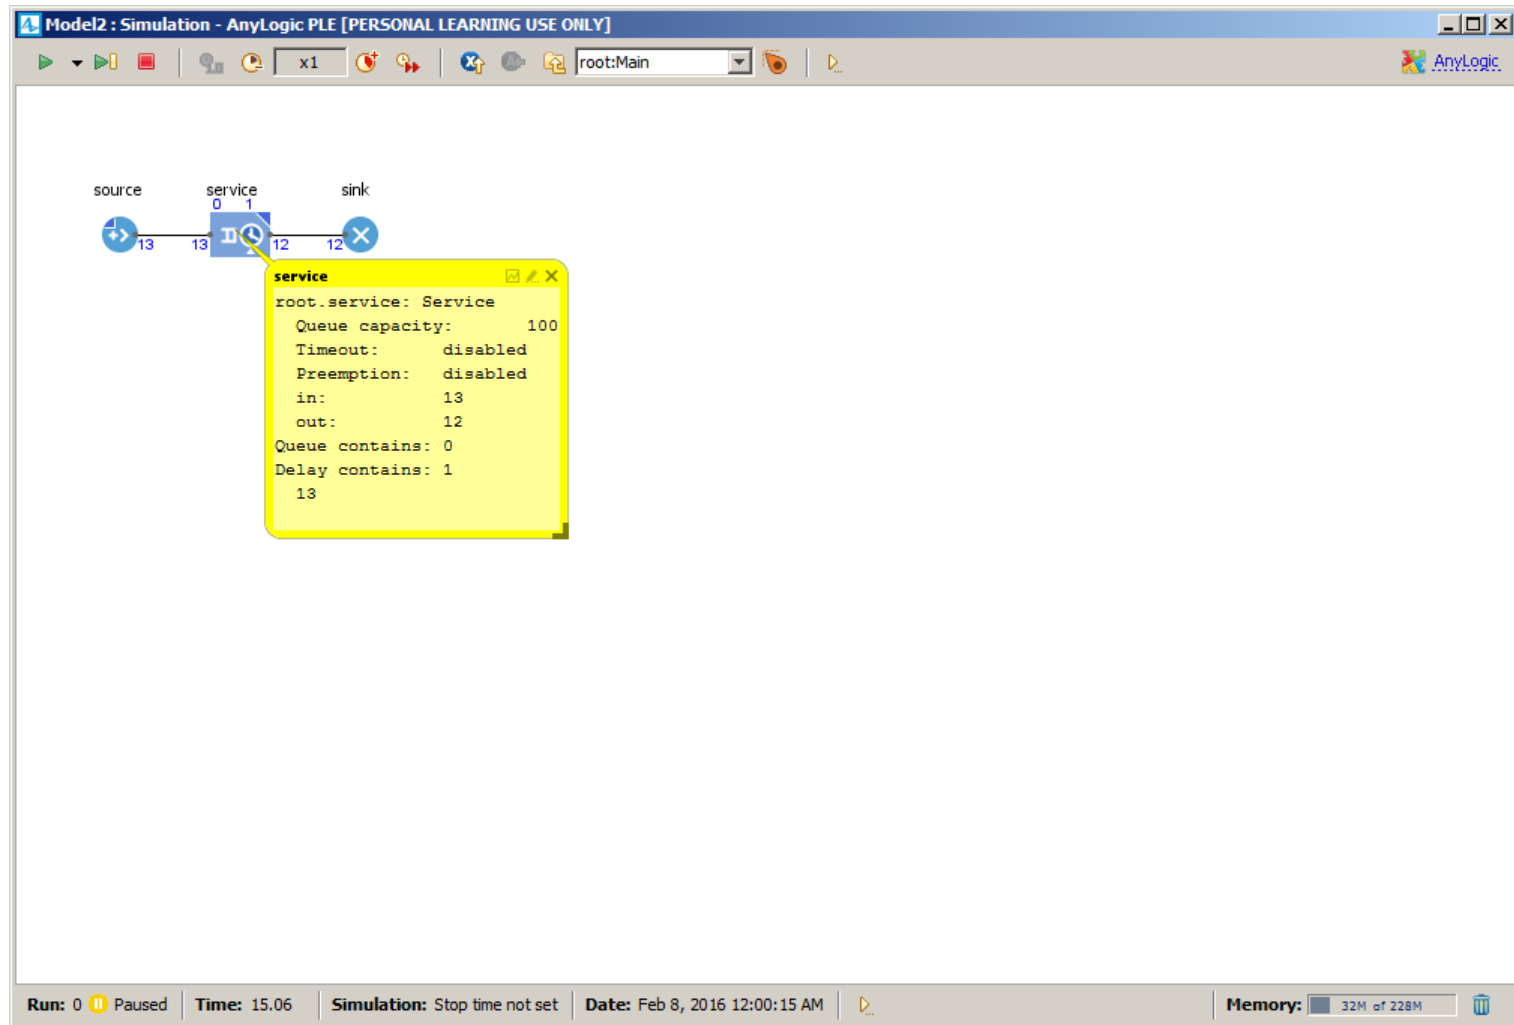 Model2 : Simulation - AnyLogic PLE [PERSONAL LEARNING USE ONLY]
x1 root:Main AnyLogic
source service sink
0 1
13 13 12 12
service
root.service: Service
Queue capacity: 100
Timeout: disabled
Preemption: disabled
in: 13
out: 12
Queue contains: 0
Delay contains: 1
13
Run: 0 Paused Time: 15.06 Simulation: Stop time not set Date: Feb 8, 2016 12:00:15 AM Memory: 32M of 228M